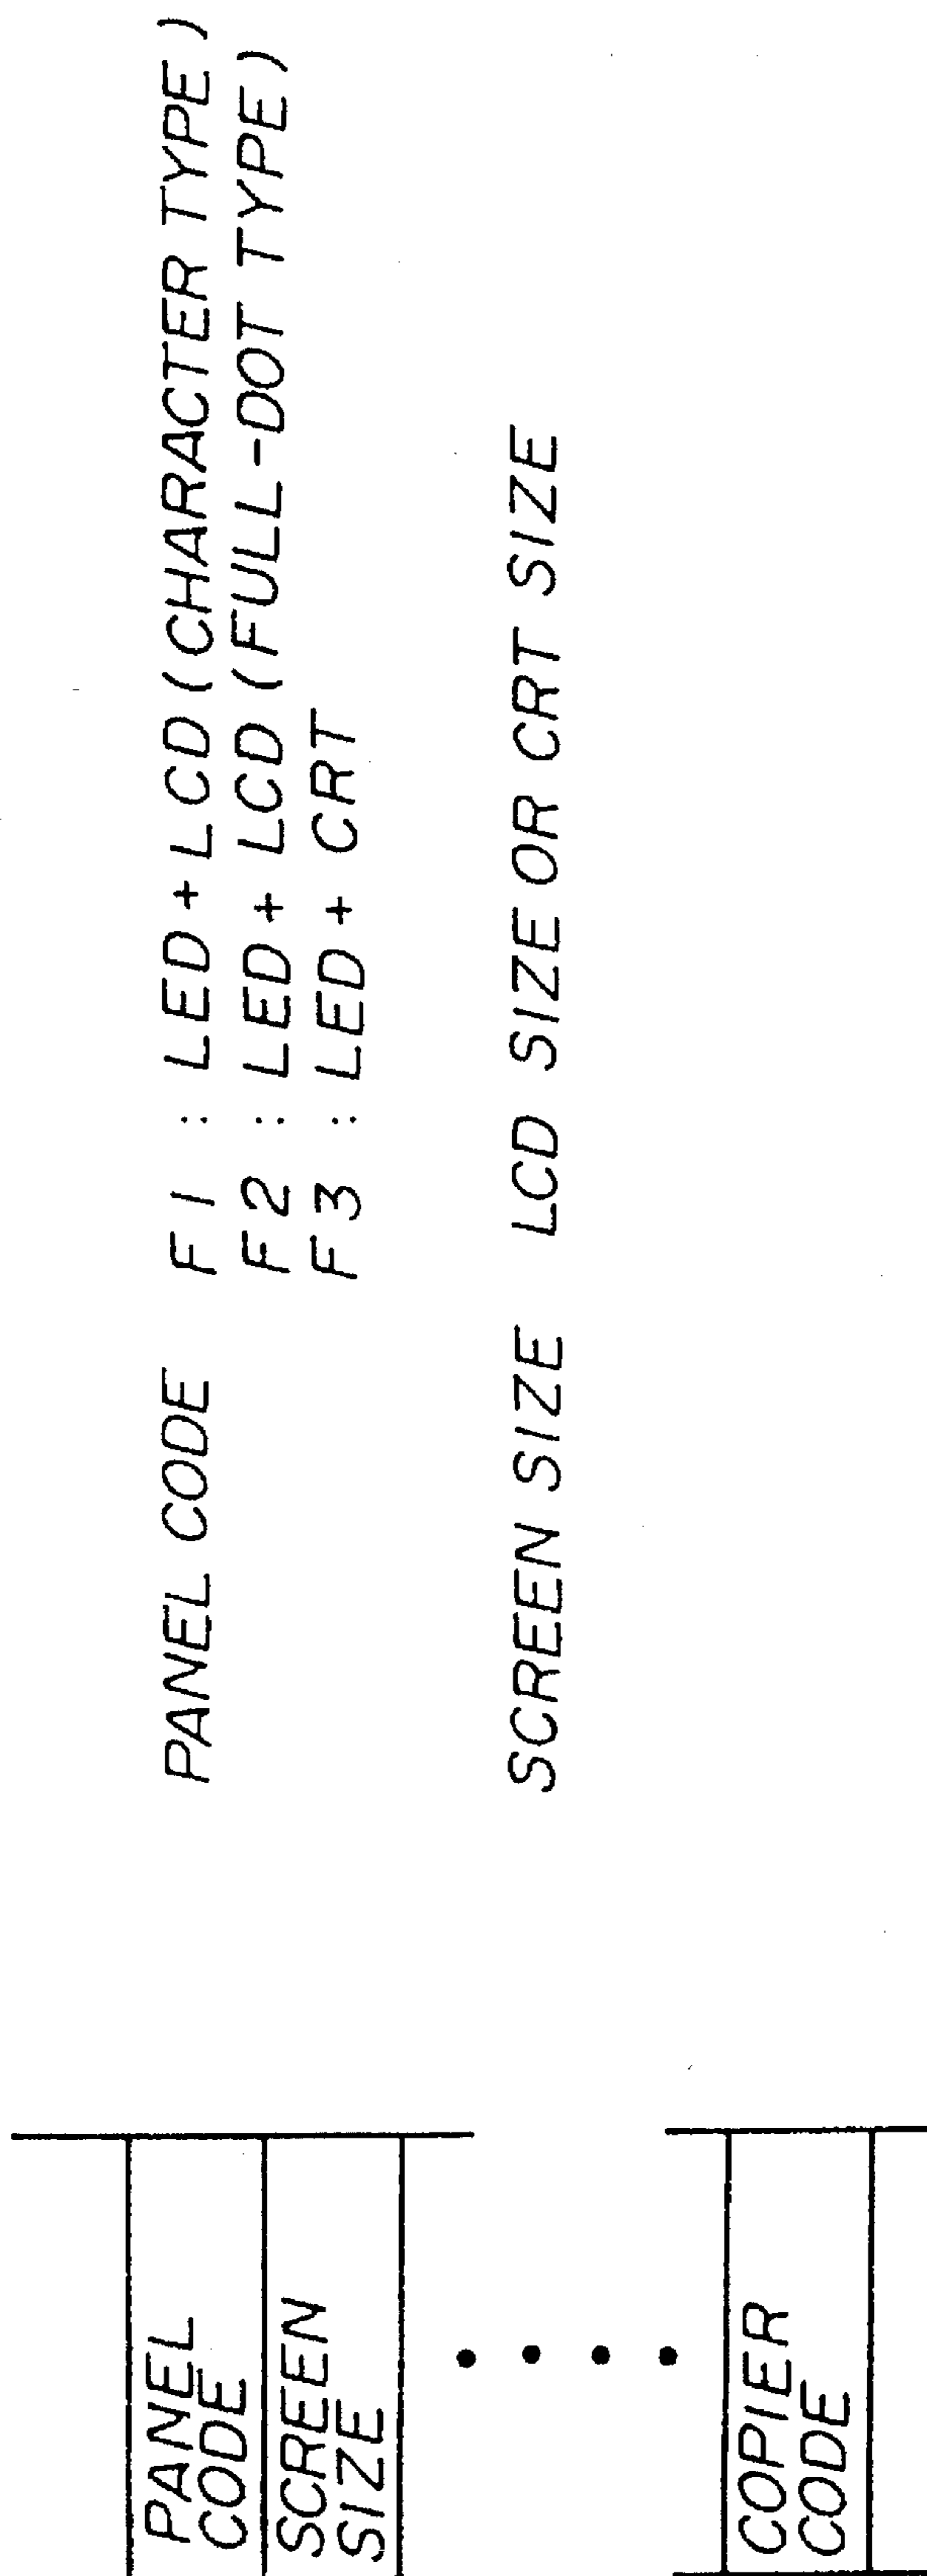 PANEL
CODE
SCREEN
SIZE
COPIER
CODE
PANEL CODE F1 : LED + LCD (CHARACTER TYPE)
F2 : LED + LCD (FULL-DOT TYPE)
F3 : LED + CRT
SCREEN SIZE LCD SIZE OR CRT SIZE